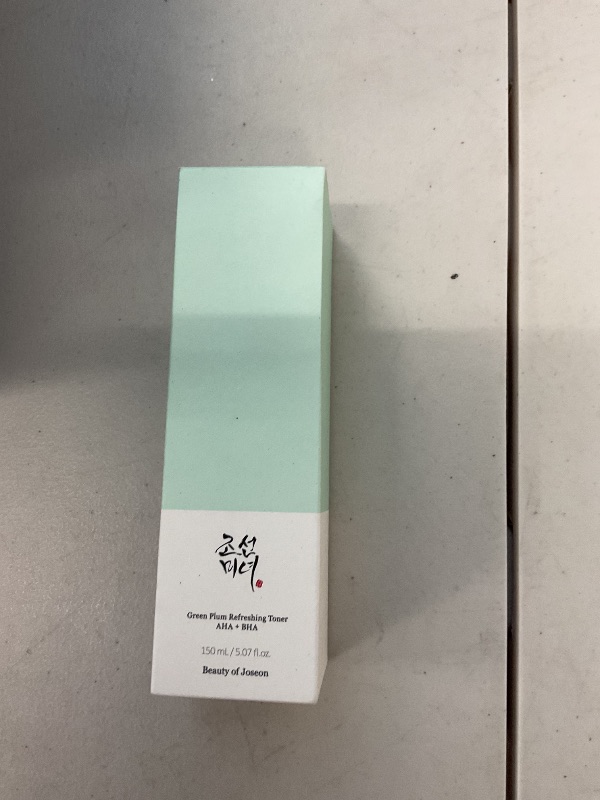 조선
미녀
Green Plum Refreshing Toner
AHA + BHA
150 ml / 5.07 fl.oz.
Beauty of Joseon